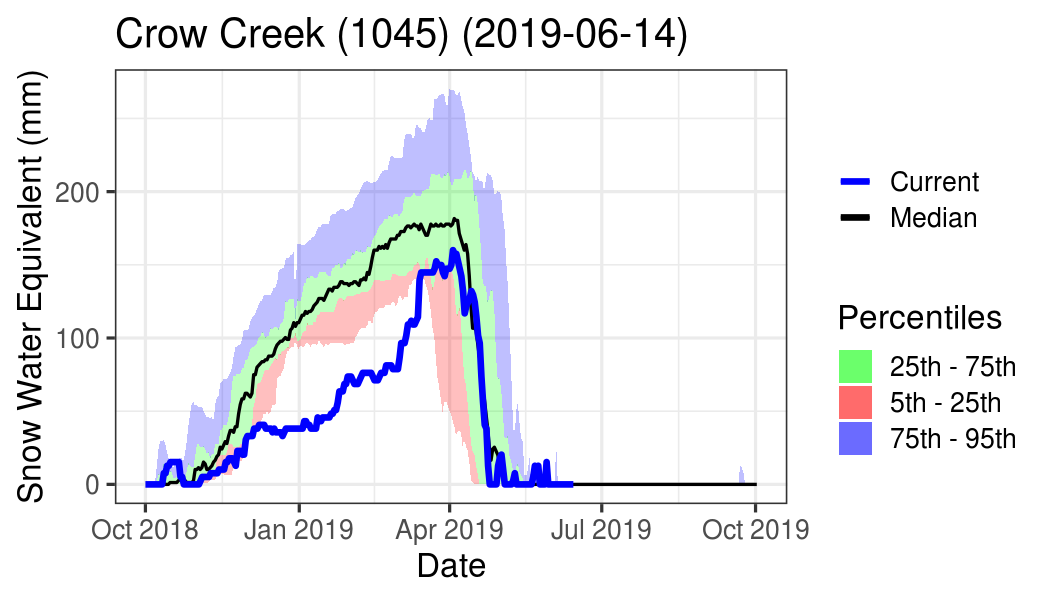 Crow Creek (1045) (2019-06-14)
Snow Water Equivalent (mm)
200
100
0
Oct 2018
Jan 2019
Apr 2019
Jul 2019
Oct 2019
Date
Current
Median
Percentiles
25th - 75th
5th - 25th
75th - 95th